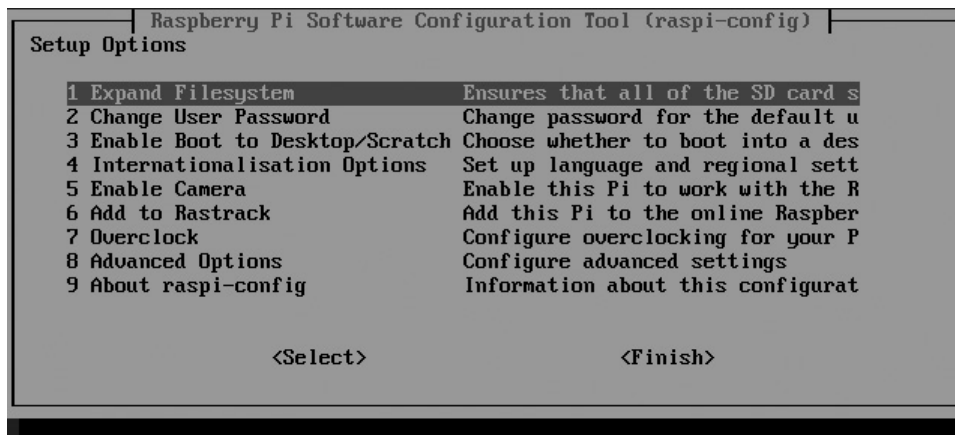 Raspberry Pi Software Configuration Tool (raspi-config)
Setup Options
1 Expand Filesystem Ensures that all of the SD card s
2 Change User Password Change password for the default u
3 Enable Boot to Desktop/Scratch Choose whether to boot into a des
4 Internationalisation Options Set up language and regional sett
5 Enable Camera Enable this Pi to work with the R
6 Add to Rastrack Add this Pi to the online Raspber
7 Overclock Configure overclocking for your P
8 Advanced Options Configure advanced settings
9 About raspi-config Information about this configurat
<Select> <Finish>